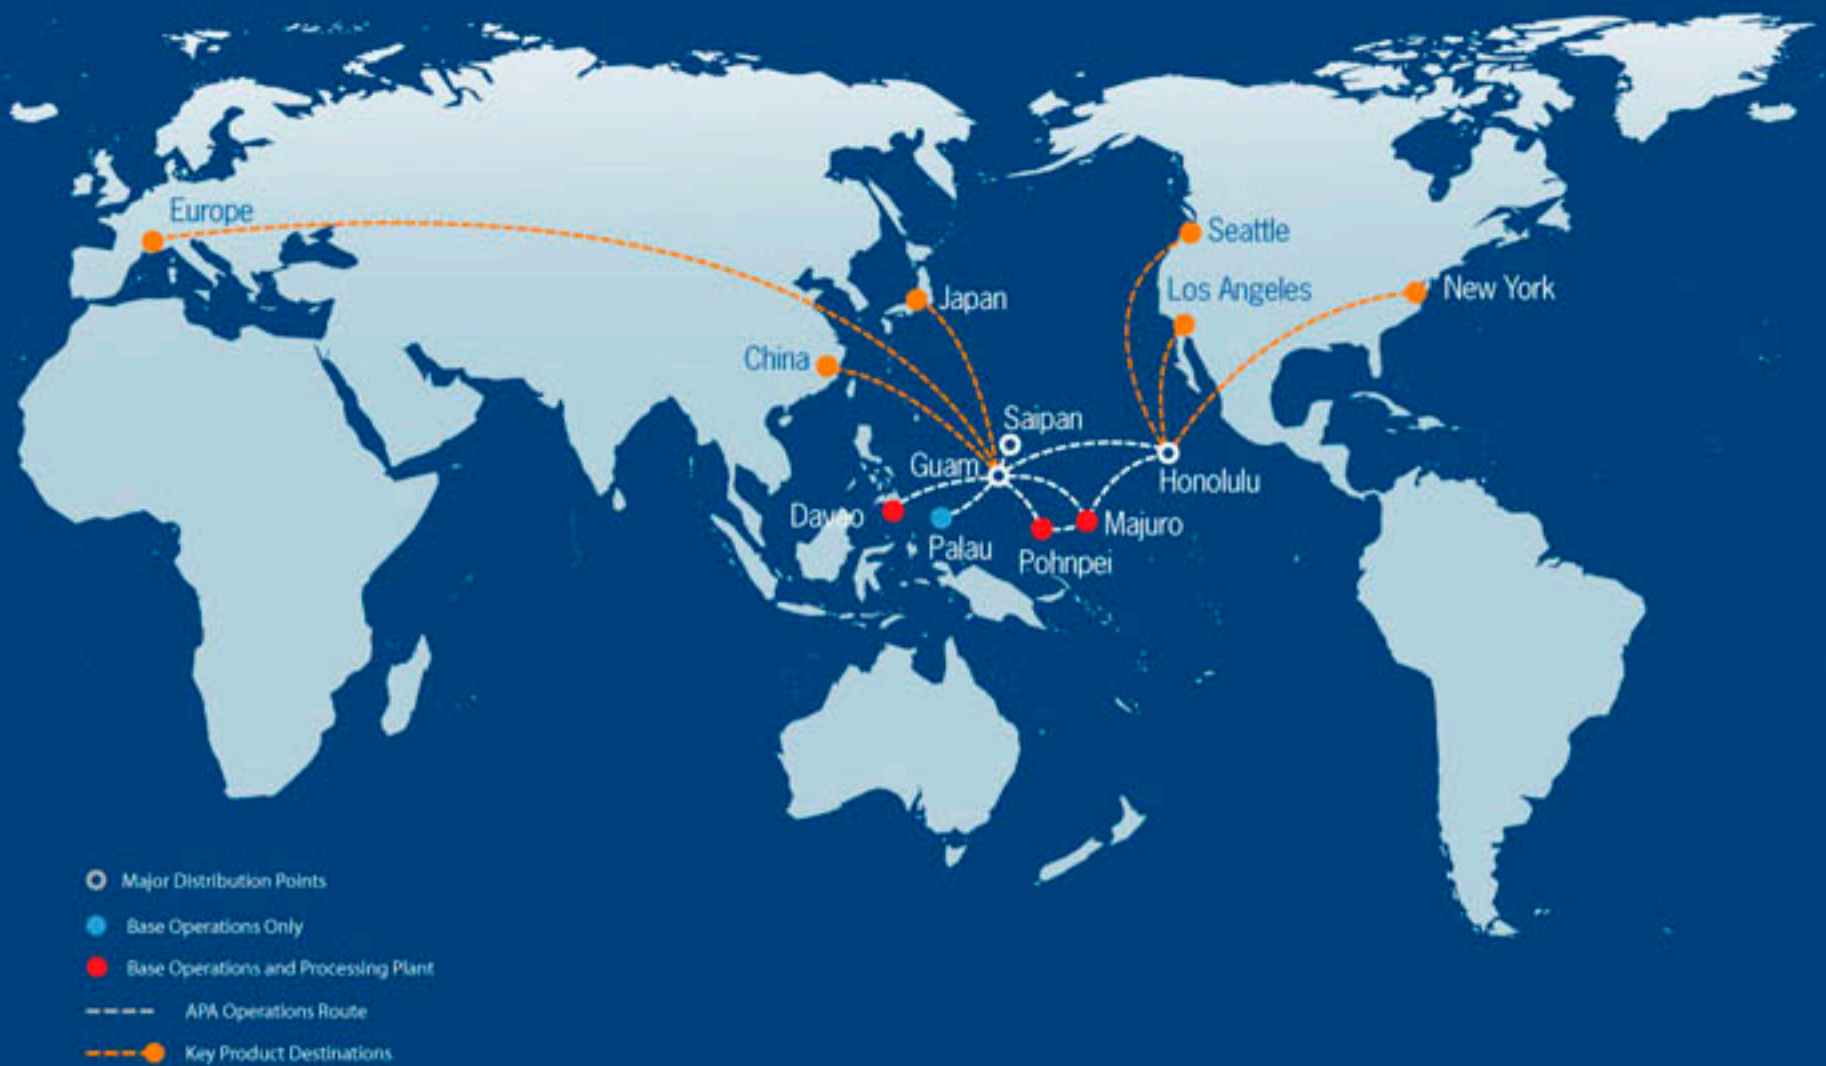 Europe
Seattle
Los Angeles
New York
Japan
China
Saipan
Guam
Honolulu
Davao
Majuro
Palau
Pohnpei
Major Distribution Points
Base Operations Only
Base Operations and Processing Plant
APA Operations Route
Key Product Destinations